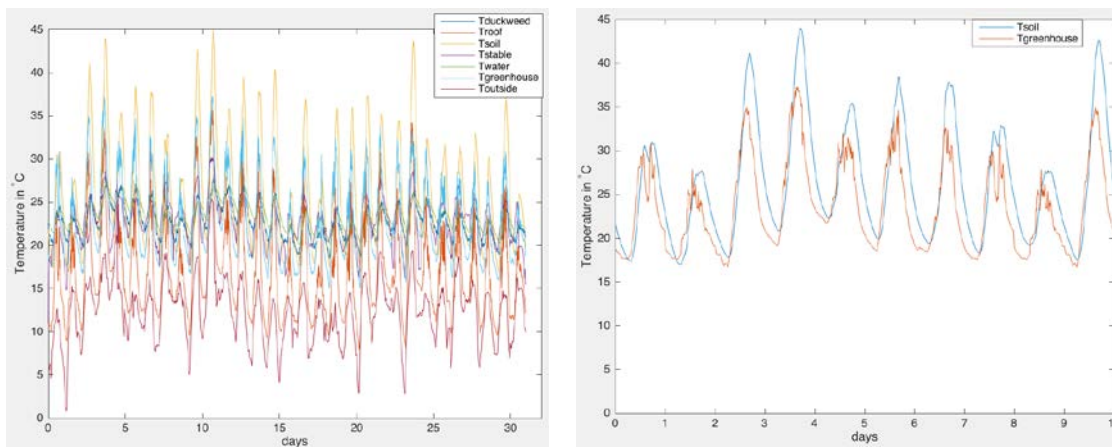 Tduckweed
Troof
Tsoil
Tstable
Twater
Tgreenhouse
Toutside
45
40
35
30
25
20
15
10
5
0
Temperature in °C
0 5 10 15 20 25 30
days
Tsoil
Tgreenhouse
45
40
35
30
25
20
15
10
5
0
Temperature in °C
0 1 2 3 4 5 6 7 8 9
days